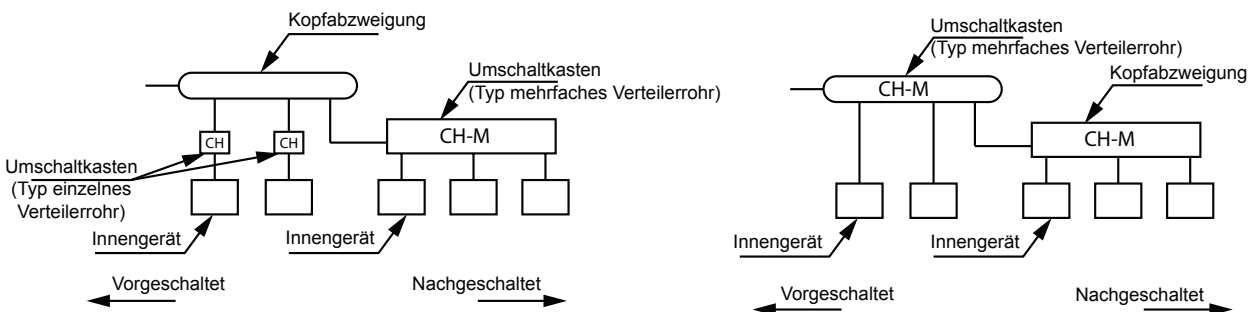 Kopfabzweigung
Umschaltkasten
(Typ mehrfaches Verteilerrohr)
CH
CH
CH-M
Umschaltkasten
(Typ einzelnes
Verteilerrohr)
Innengerät
Innengerät
Vorgeschaltet
Nachgeschaltet
Umschaltkasten
(Typ mehrfaches Verteilerrohr)
CH-M
Kopfabzweigung
CH-M
Innengerät
Innengerät
Vorgeschaltet
Nachgeschaltet